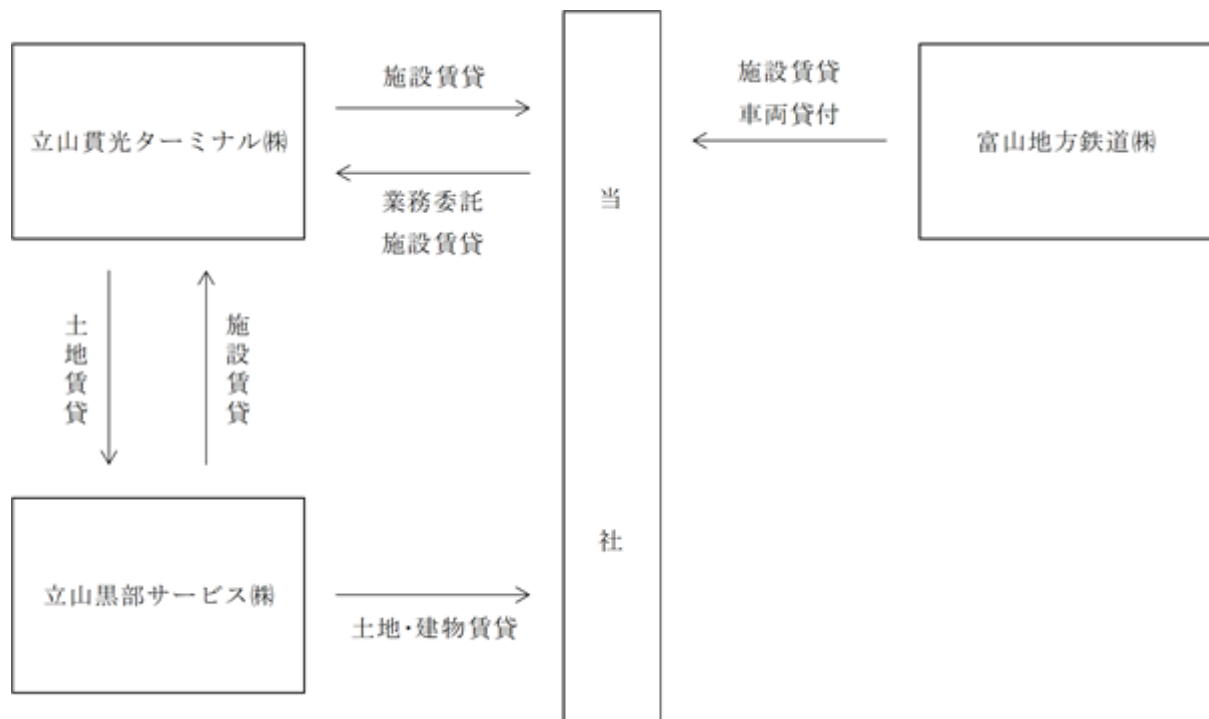 立山貫光ターミナル㈱
施設賃貸
業務委託
施設賃貸
当社
施設賃貸
車両貸付
富山地方鉄道㈱
土地賃貸
施設賃貸
立山黒部サービス㈱
土地・建物賃貸